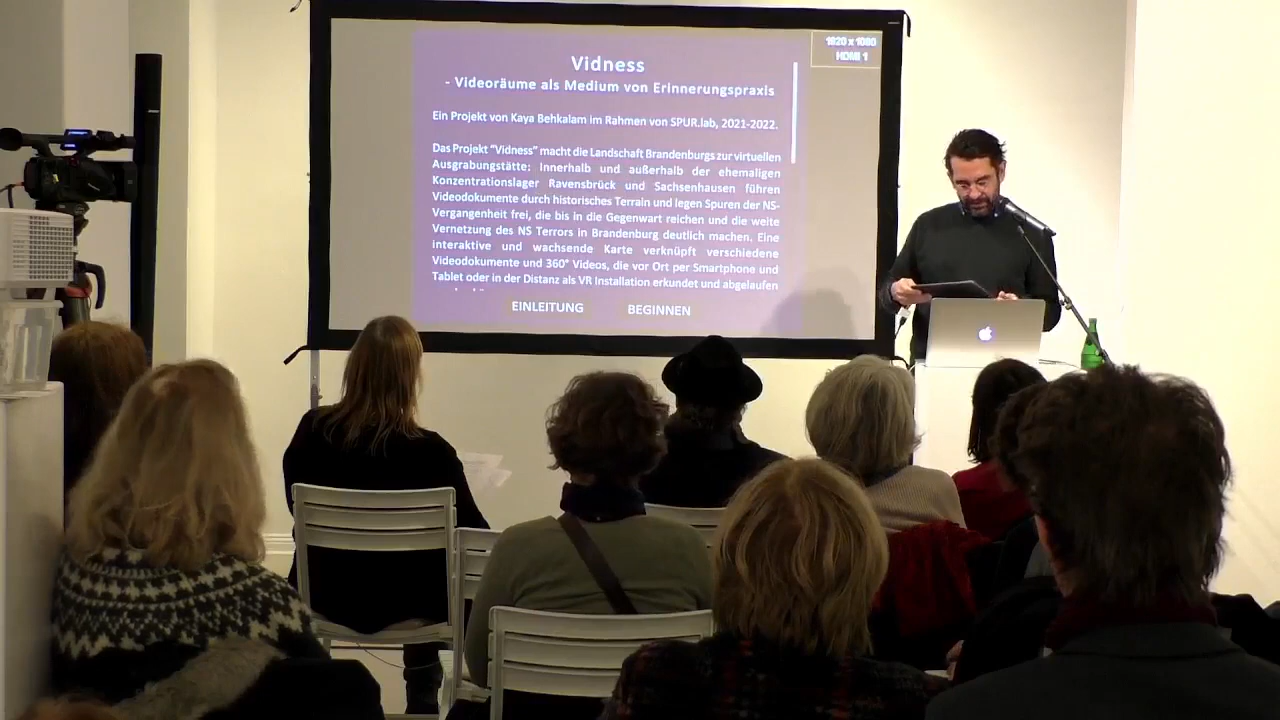 1920 x 1080
HDMI 1
Vidness
- Videoräume als Medium von Erinnerungspraxis
Ein Projekt von Kaya Behkalam im Rahmen von SPUR.lab, 2021-2022.
Das Projekt "Vidness" macht die Landschaft Brandenburgs zur virtuellen
Ausgrabungstätte: Innerhalb und außerhalb der ehemaligen
Konzentrationslager Ravensbrück und Sachsenhausen führen
Videodokumente durch historisches Terrain und legen Spuren der NS-
Vergangenheit frei, die bis in die Gegenwart reichen und die weite
Vernetzung des NS Terrors in Brandenburg deutlich machen. Eine
interaktive und wachsende Karte verknüpft verschiedene
Videodokumente und 360° Videos, die vor Ort per Smartphone und
Tablet oder in der Distanz als VR Installation erkundet und abgelaufen
EINLEITUNG BEGINNEN